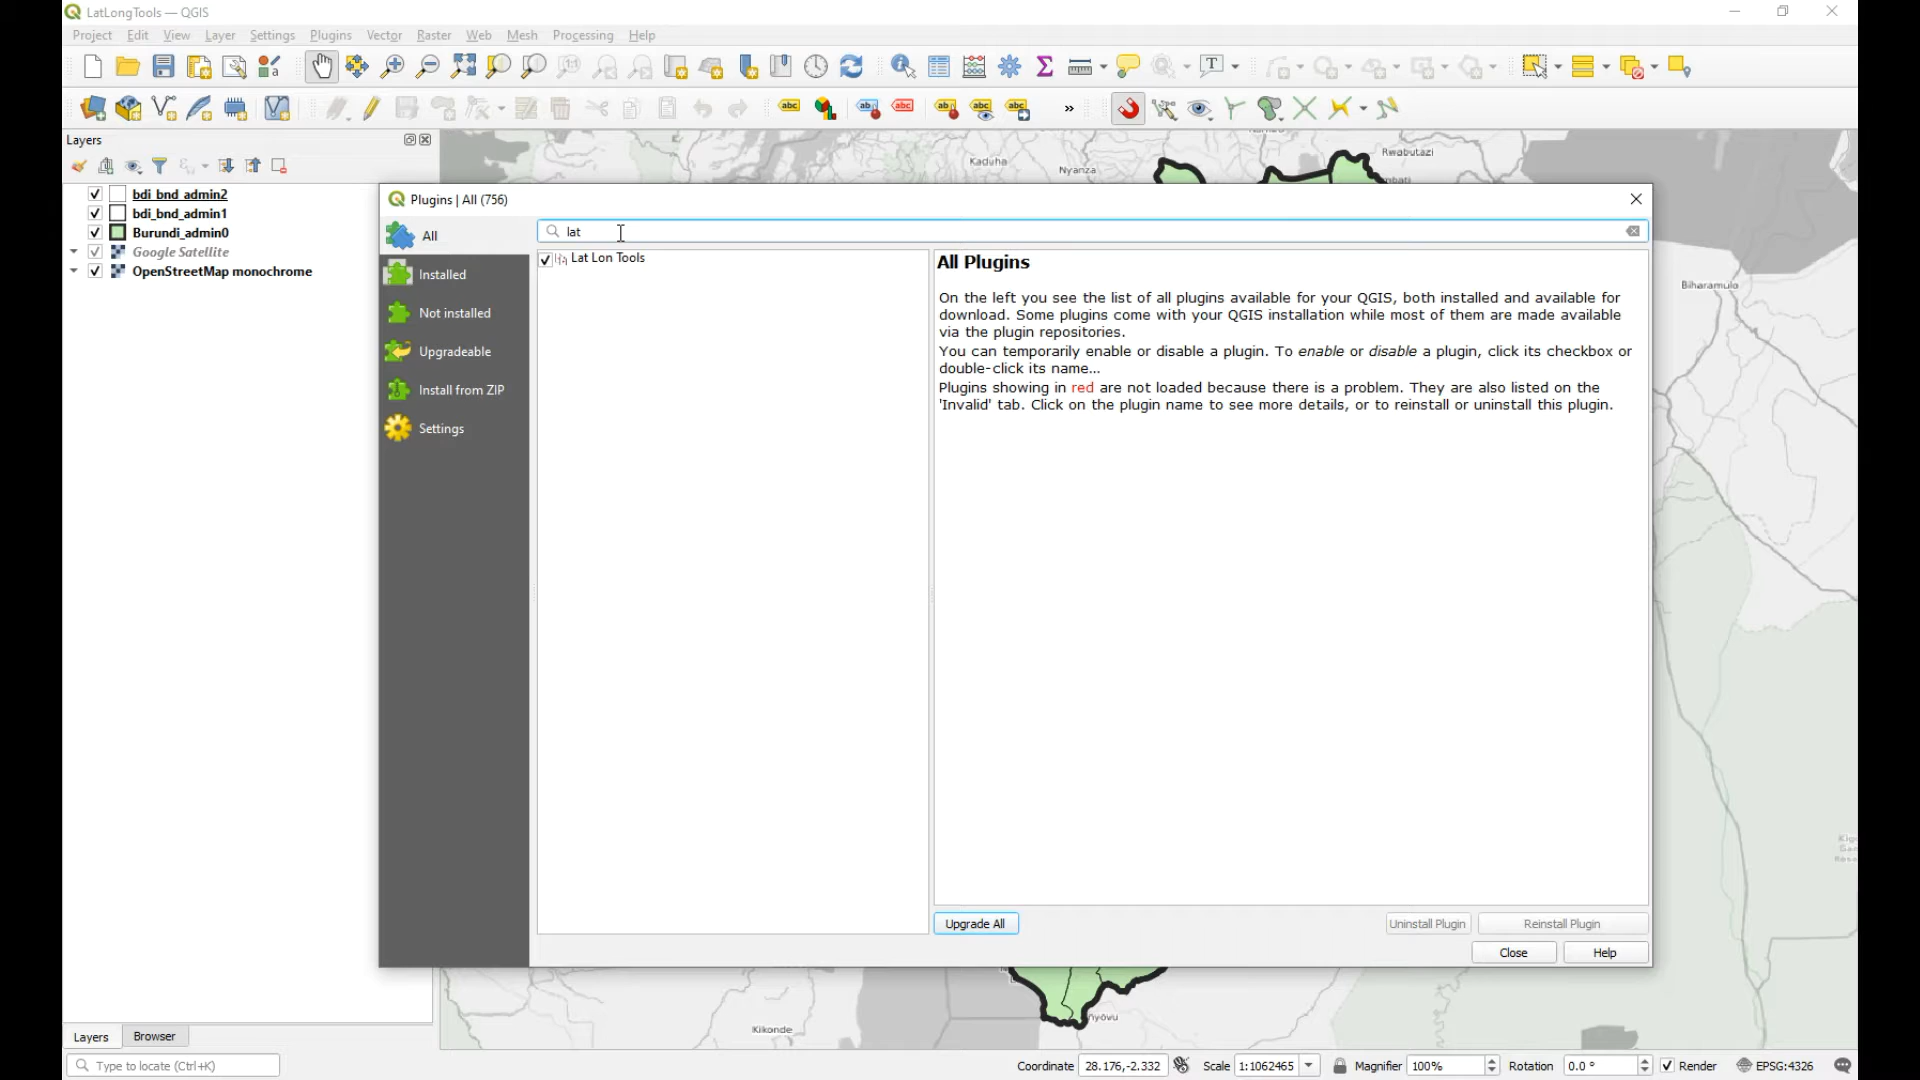 LatLongTools — QGIS
Project Edit View Layer Settings Plugins Vector Raster Web Mesh Processing Help
Layers
bdi_bnd_admin2
bdi_bnd_admin1
Burundi_admin0
Google Satellite
OpenStreetMap monochrome
Kaduha
Nyanza
Rwabutazi
Biharamulo
Plugins | All (756)
All
Installed
Not installed
Upgradeable
Install from ZIP
Settings
lat
Lat Lon Tools
All Plugins
On the left you see the list of all plugins available for your QGIS, both installed and available for
download. Some plugins come with your QGIS installation while most of them are made available
via the plugin repositories.
You can temporarily enable or disable a plugin. To enable or disable a plugin, click its checkbox or
double-click its name...
Plugins showing in red are not loaded because there is a problem. They are also listed on the
'Invalid' tab. Click on the plugin name to see more details, or to reinstall or uninstall this plugin.
Upgrade All Uninstall Plugin Reinstall Plugin
Close Help
Kikonde
Layers Browser
Type to locate (Ctrl+K) Coordinate 28.176,-2.332 Scale 1:1062465 Magnifier 100% Rotation 0.0 ° Render EPSG:4326